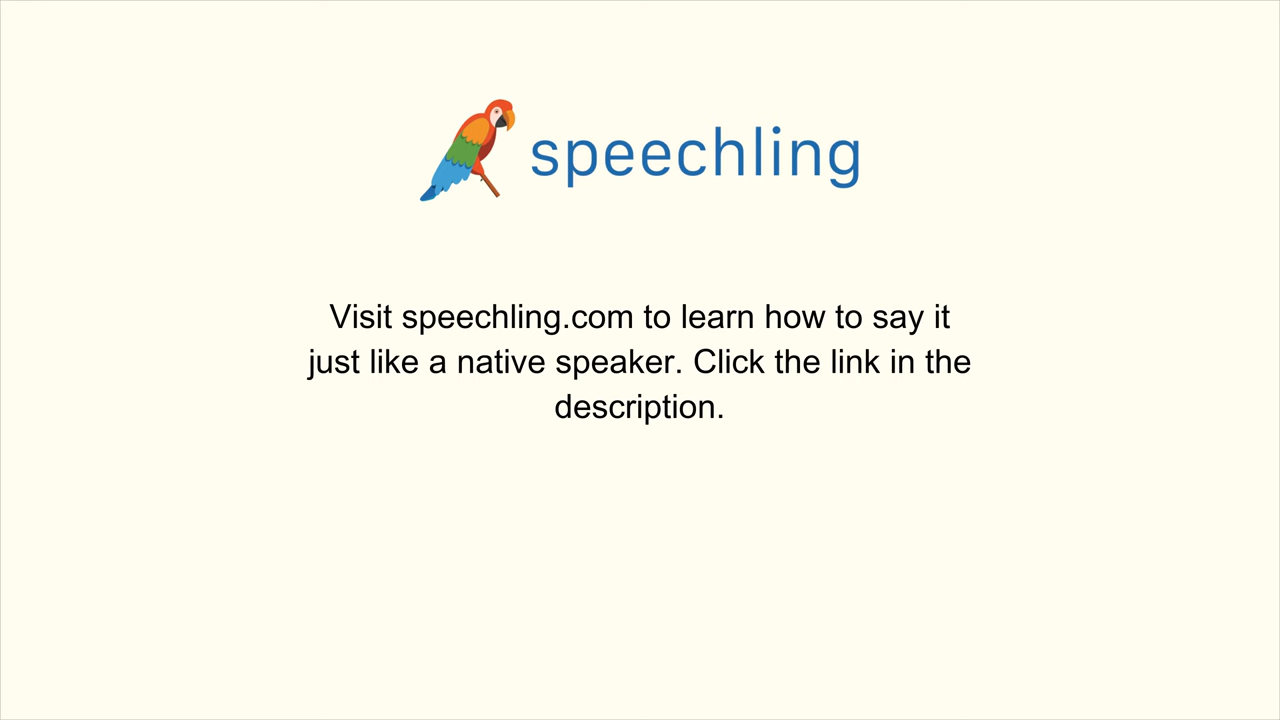 speechling
Visit speechling.com to learn how to say it
just like a native speaker. Click the link in the
description.